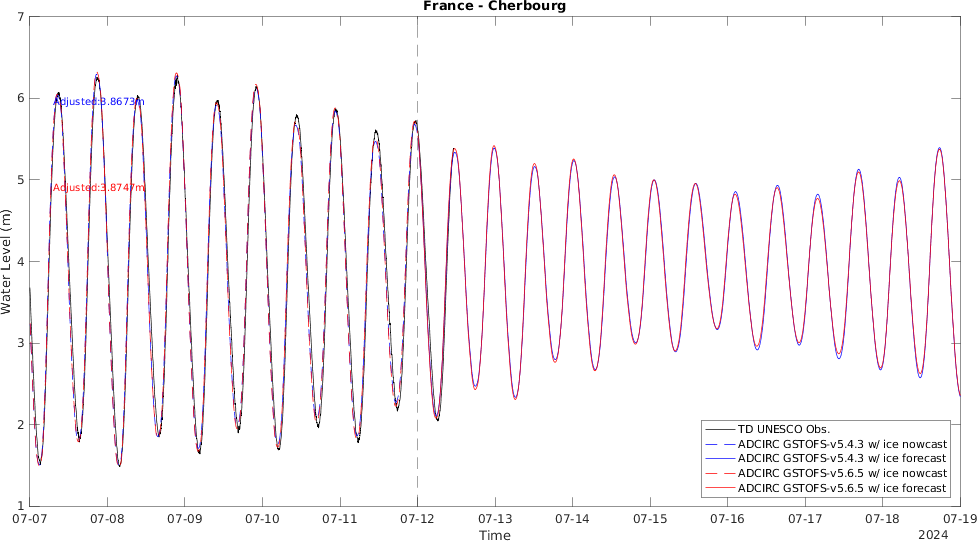 France - Cherbourg
7
6
5
4
3
2
1
Water Level (m)
Adjusted:3.8673m
Adjusted:3.8747m
TD UNESCO Obs.
ADCIRC GSTOFS-v5.4.3 w/ ice nowcast
ADCIRC GSTOFS-v5.4.3 w/ ice forecast
ADCIRC GSTOFS-v5.6.5 w/ ice nowcast
ADCIRC GSTOFS-v5.6.5 w/ ice forecast
07-07 07-08 07-09 07-10 07-11 07-12 07-13 07-14 07-15 07-16 07-17 07-18 07-19
Time
2024